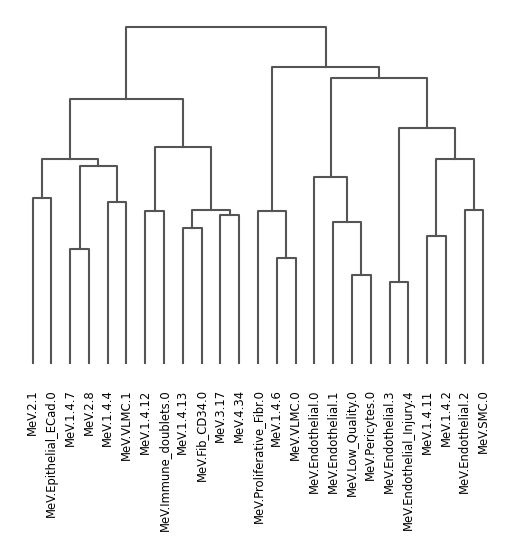 MeV.2.1
MeV.Epithelial_ECad.0
MeV.1.4.7
MeV.2.8
MeV.1.4.4
MeV.VLMC.1
MeV.1.4.12
MeV.Immune_doublets.0
MeV.1.4.13
MeV.Fib_CD34.0
MeV.3.17
MeV.4.34
MeV.Proliferative_Fibr.0
MeV.1.4.6
MeV.VLMC.0
MeV.Endothelial.0
MeV.Endothelial.1
MeV.Low_Quality.0
MeV.Pericytes.0
MeV.Endothelial.3
MeV.Endothelial_Injury.4
MeV.1.4.11
MeV.1.4.2
MeV.Endothelial.2
MeV.SMC.0